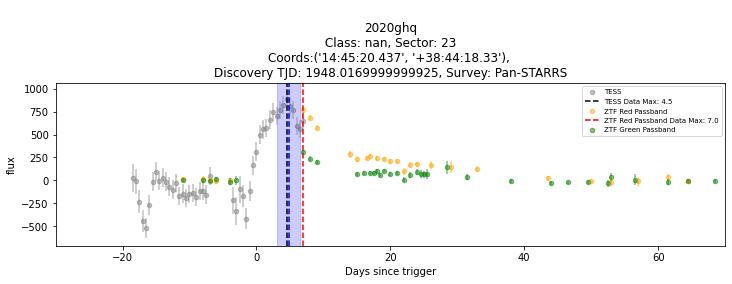 2020ghq
Class: nan, Sector: 23
Coords:('14:45:20.437', '+38:44:18.33'),
Discovery TJD: 1948.0169999999925, Survey: Pan-STARRS
1000
750
500
250
0
−250
−500
flux
TESS
TESS Data Max: 4.5
ZTF Red Passband
ZTF Red Passband Data Max: 7.0
ZTF Green Passband
−20 0 20 40 60
Days since trigger